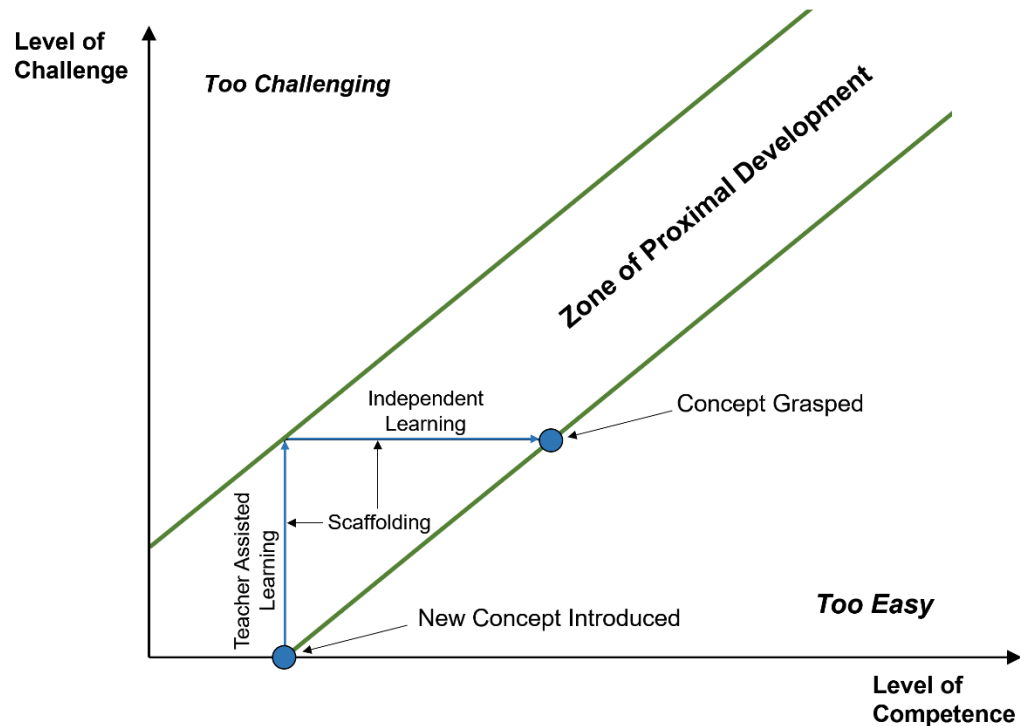 Level of
Challenge
Too Challenging
Zone of Proximal Development
Independent
Learning
Concept Grasped
Scaffolding
Teacher Assisted
Learning
New Concept Introduced
Too Easy
Level of
Competence